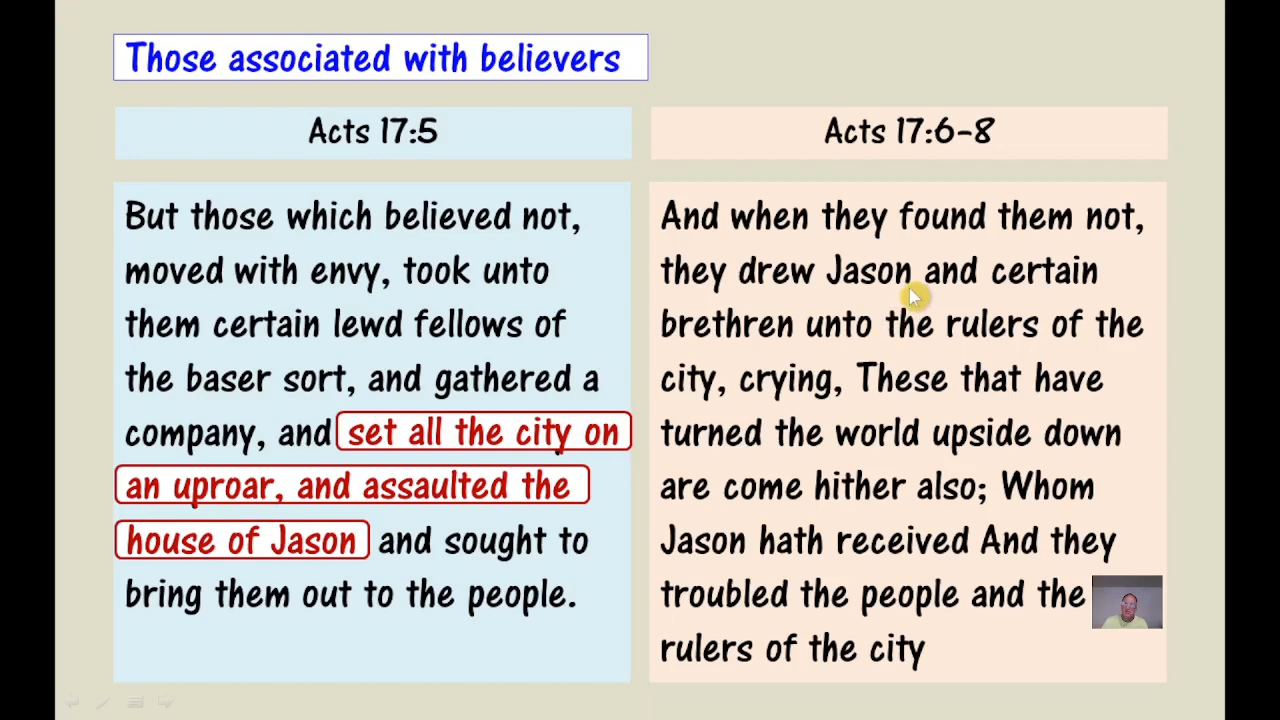 Those associated with believers
Acts 17:5
But those which believed not,
moved with envy, took unto
them certain lewd fellows of
the baser sort, and gathered a
company, and set all the city on
an uproar, and assaulted the
house of Jason and sought to
bring them out to the people.
Acts 17:6-8
And when they found them not,
they drew Jason and certain
brethren unto the rulers of the
city, crying, These that have
turned the world upside down
are come hither also; Whom
Jason hath received And they
troubled the people and the
rulers of the city